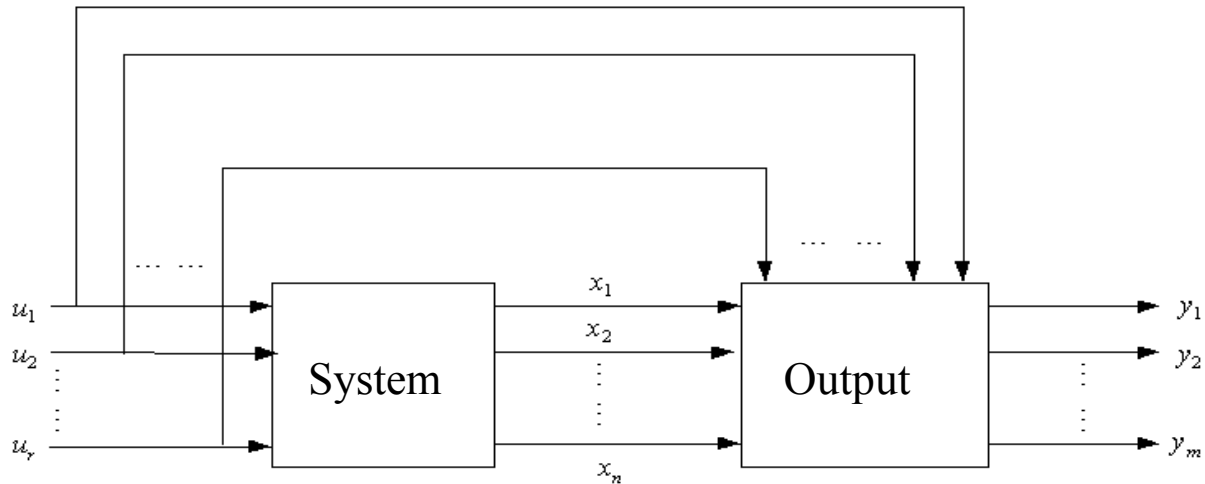 ... ...
... ...
u₁
x₁
y₁
u₂
x₂
y₂
System
Output
uᵣ
xₙ
yₘ